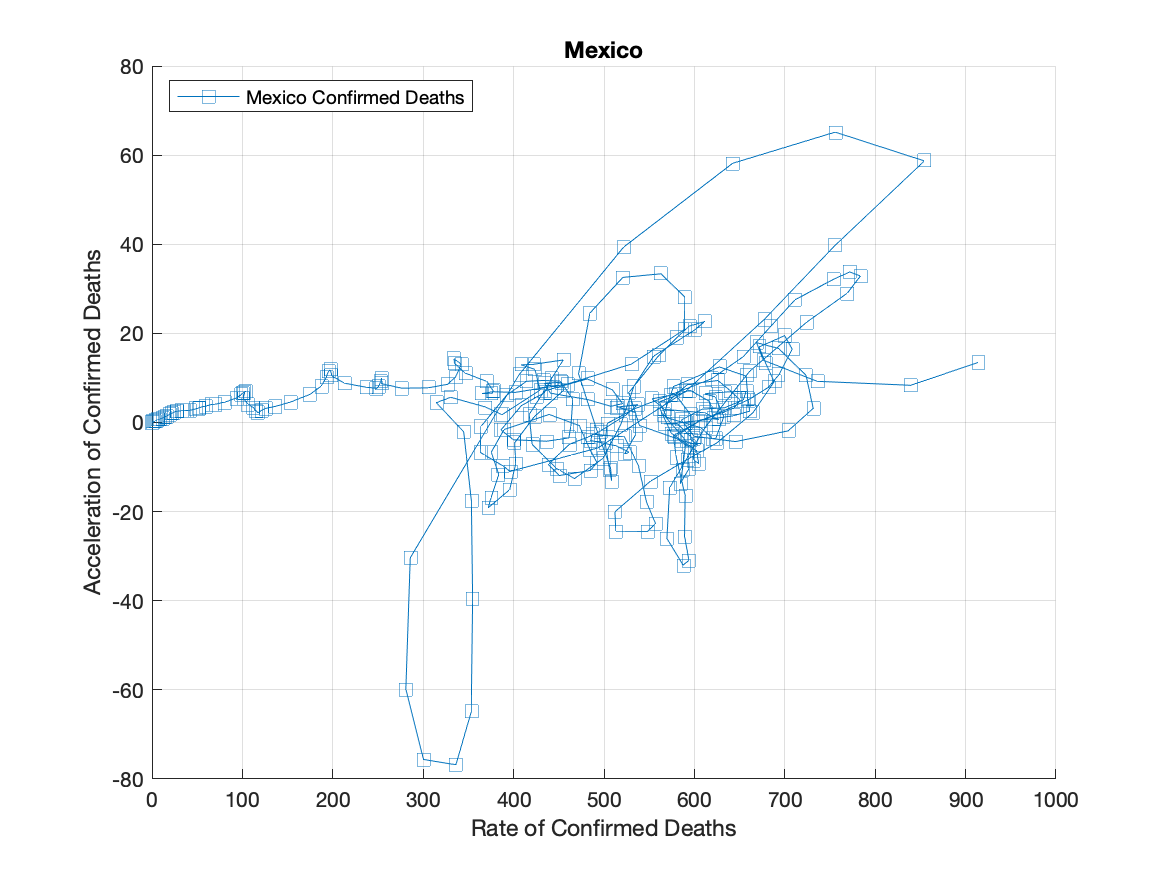 Mexico
Mexico Confirmed Deaths
80
60
40
20
0
-20
-40
-60
-80
Acceleration of Confirmed Deaths
0 100 200 300 400 500 600 700 800 900 1000
Rate of Confirmed Deaths